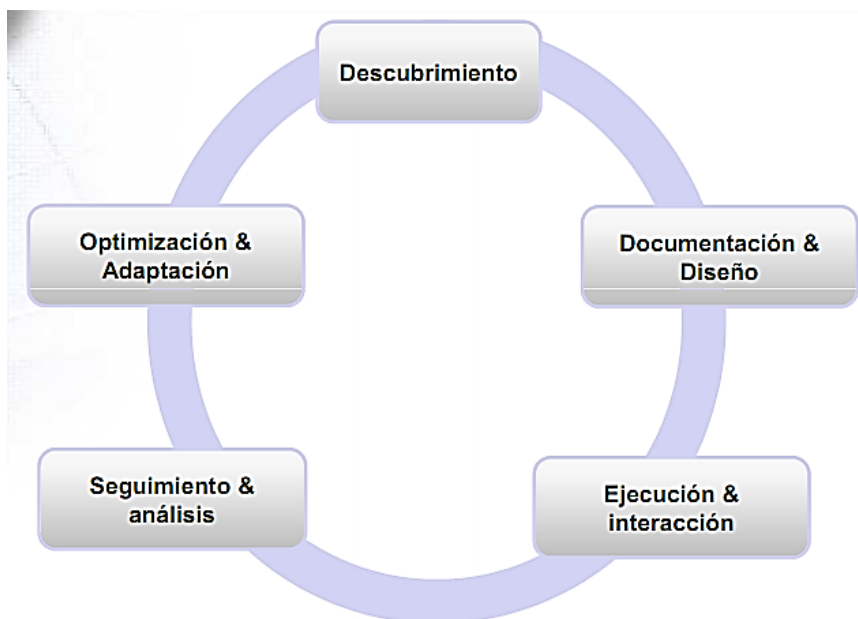 Descubrimiento
Documentación &
Diseño
Ejecución &
interacción
Seguimiento &
análisis
Optimización &
Adaptación